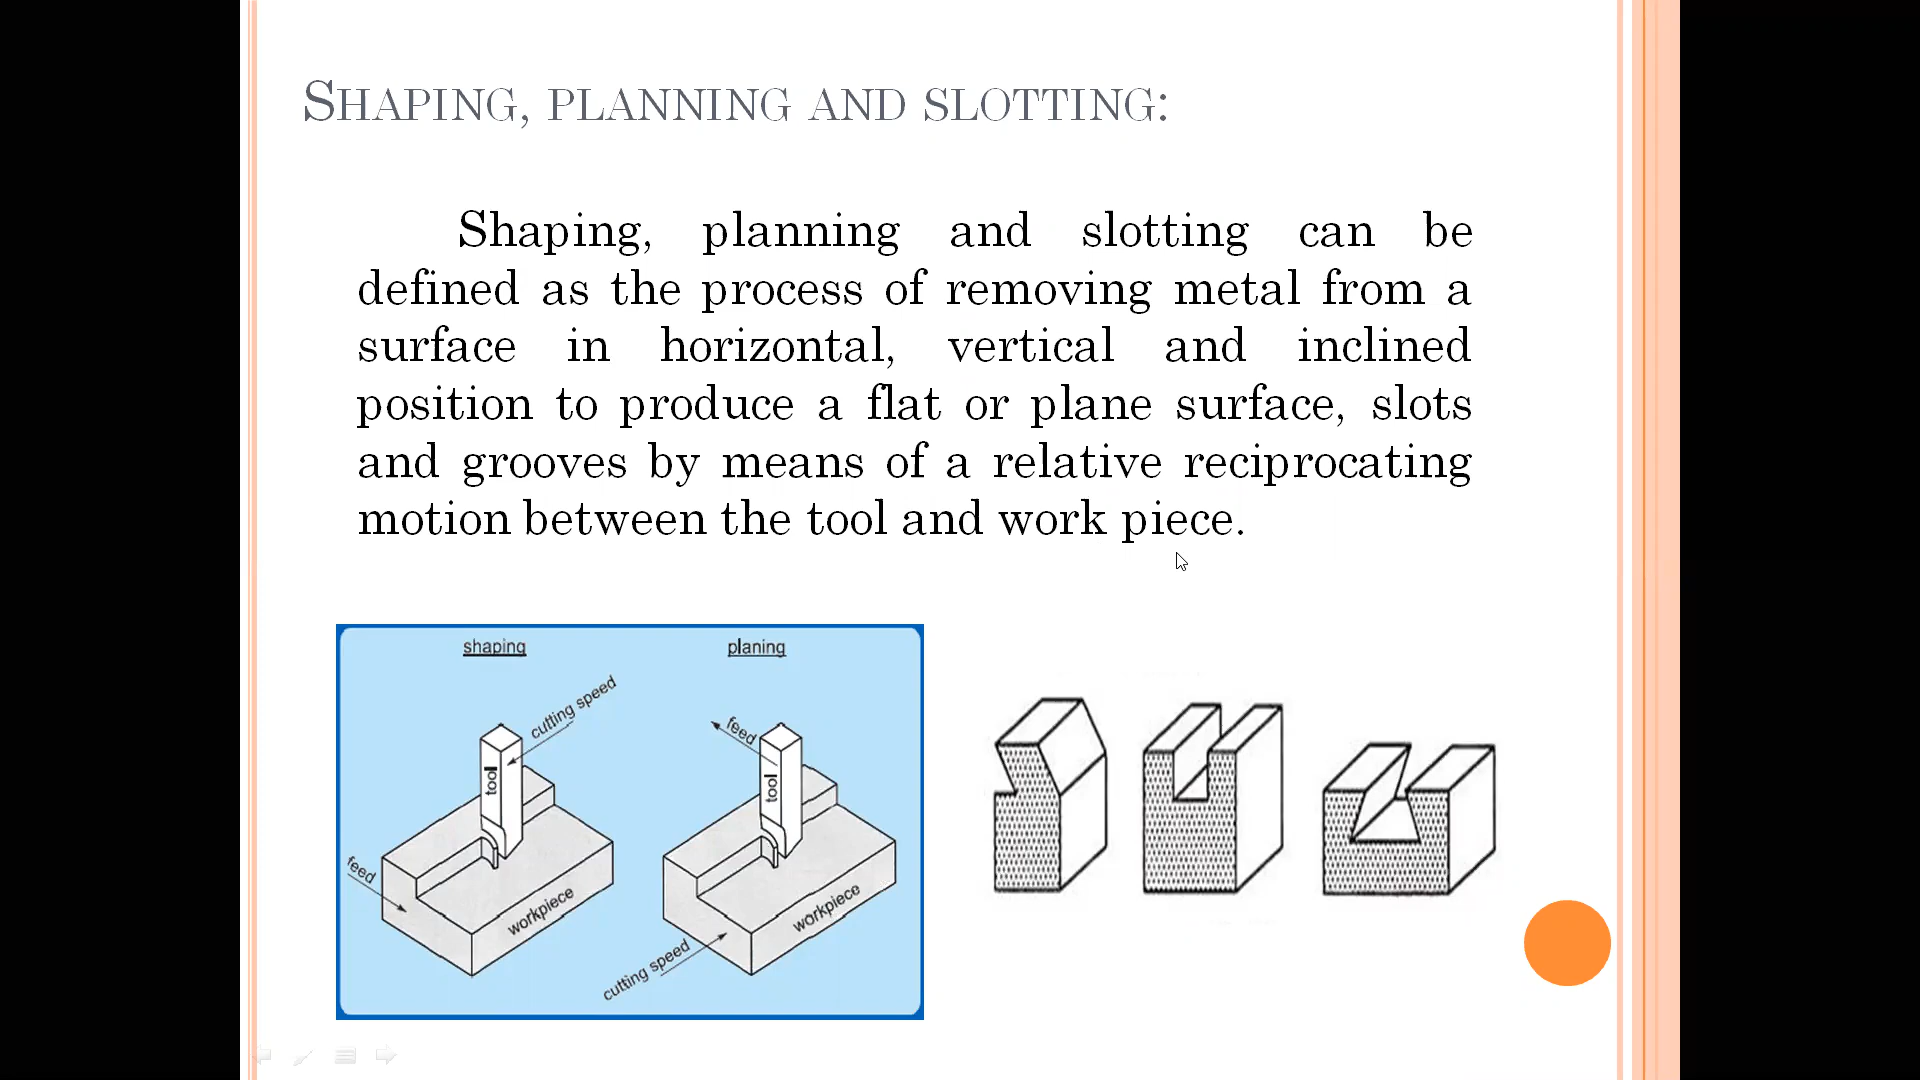 SHAPING, PLANNING AND SLOTTING:
Shaping, planning and slotting can be
defined as the process of removing metal from a
surface in horizontal, vertical and inclined
position to produce a flat or plane surface, slots
and grooves by means of a relative reciprocating
motion between the tool and work piece.
shaping
cutting speed
tool
feed
workpiece
planing
feed
tool
workpiece
cutting speed